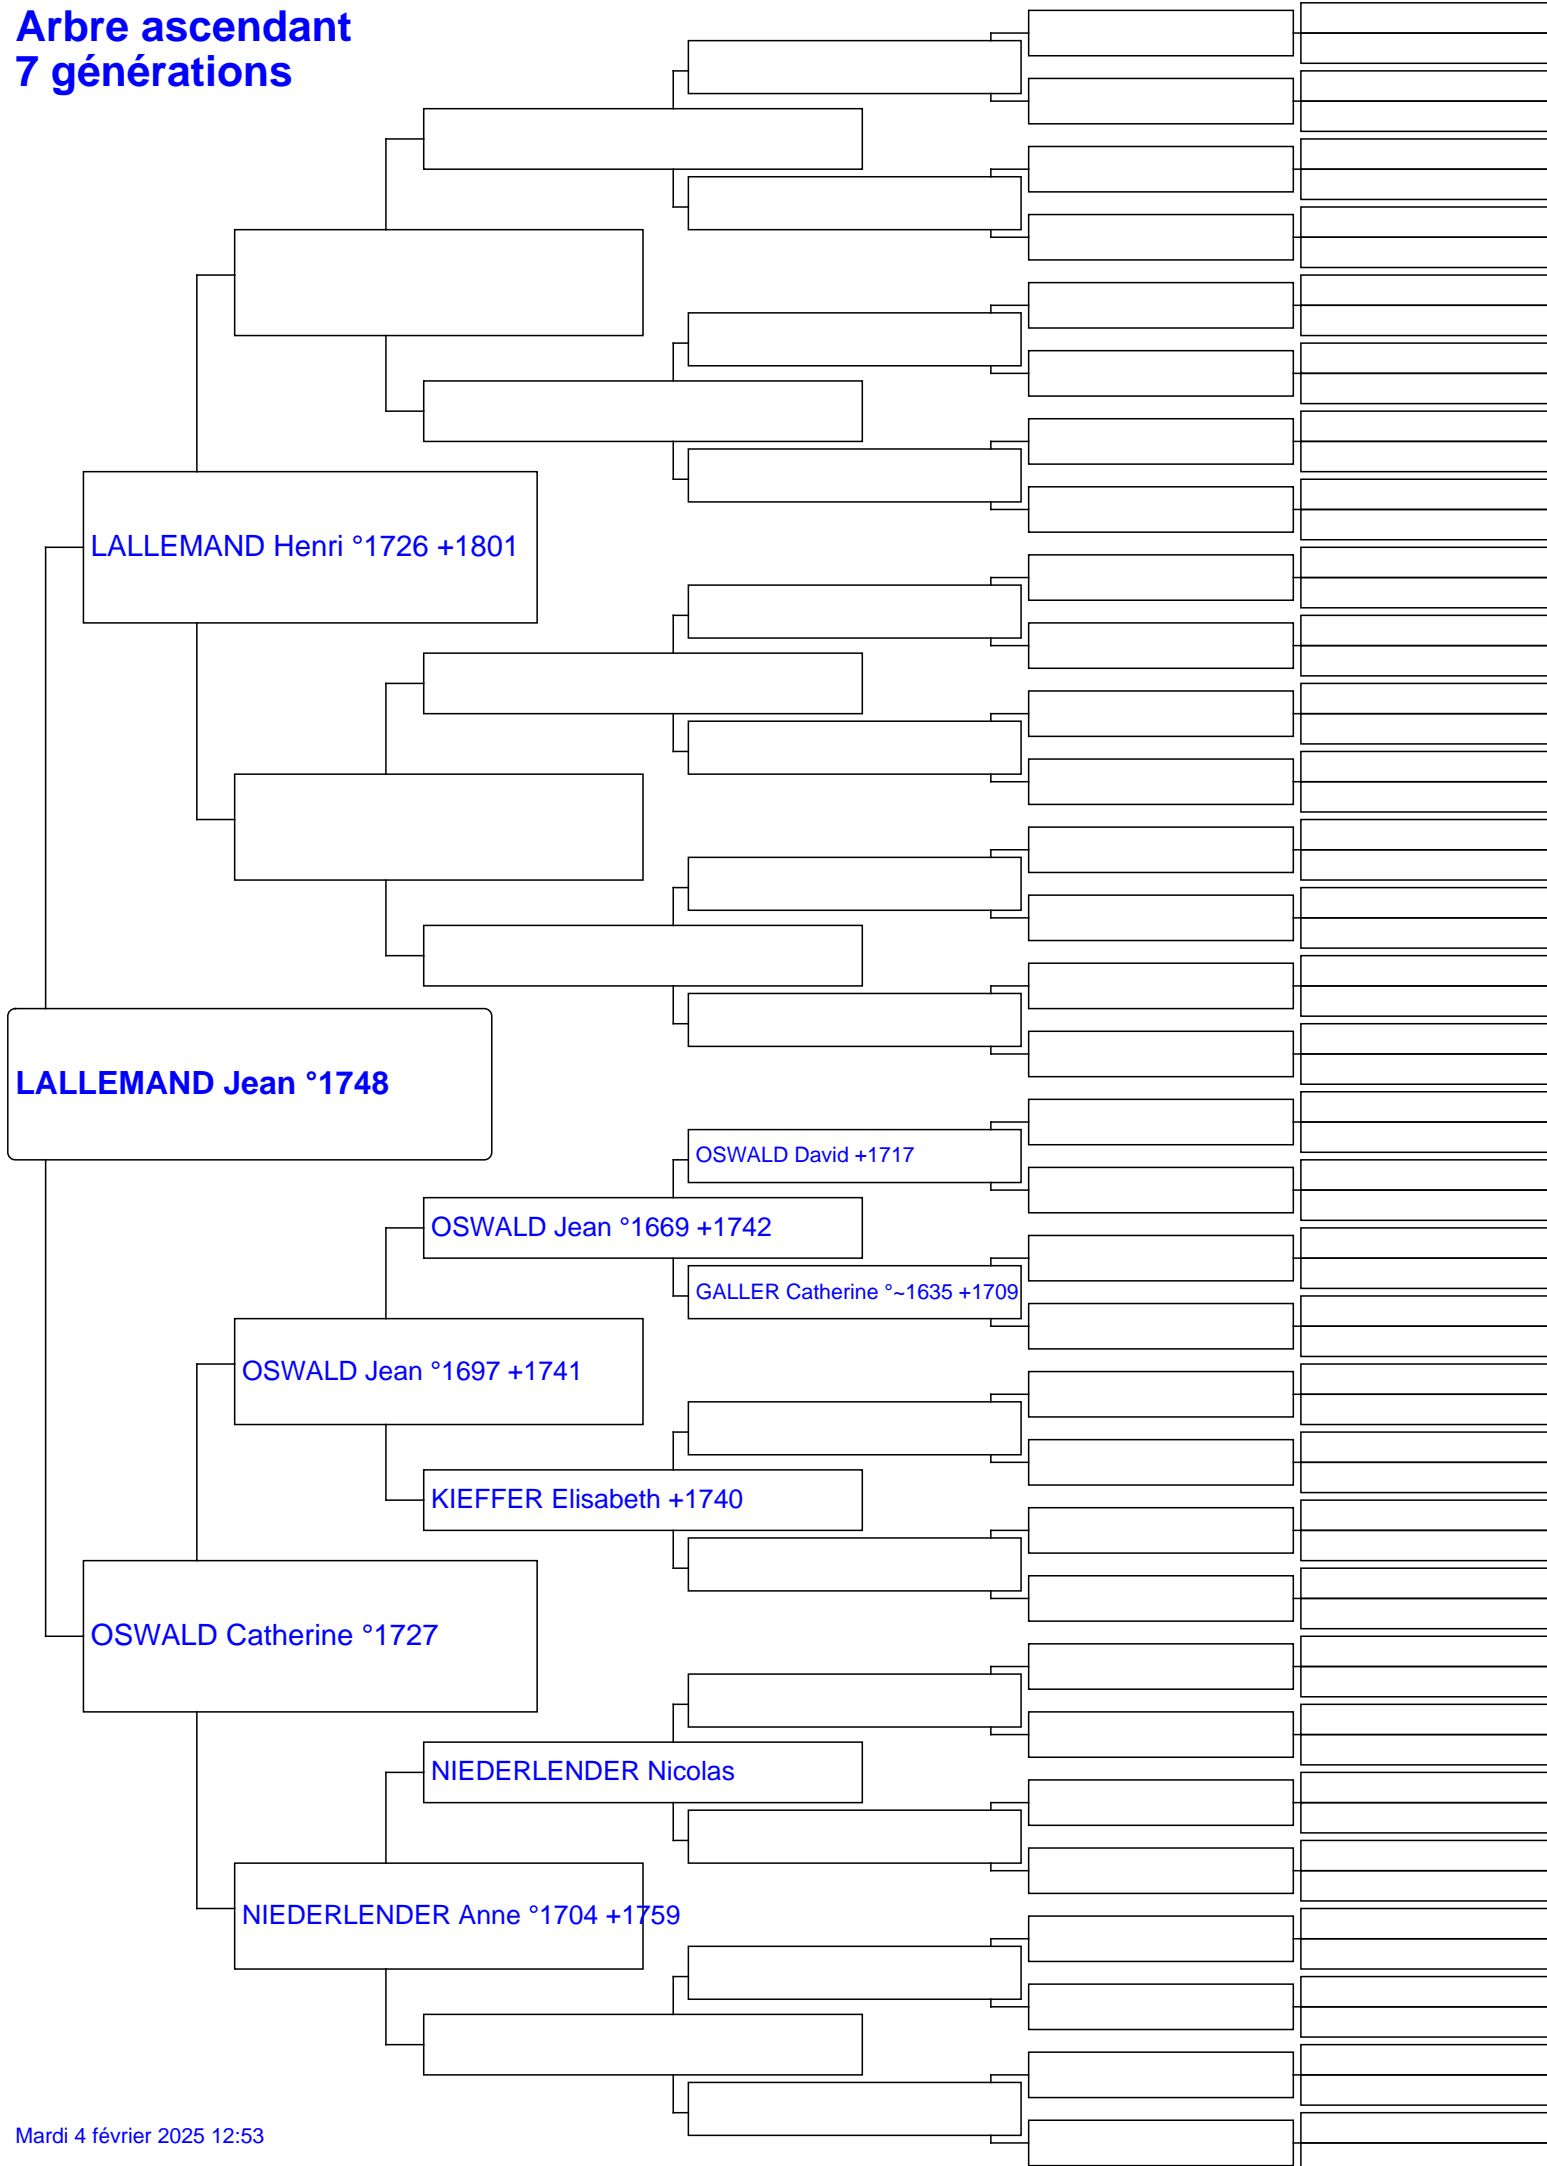 Arbre ascendant
7 générations
LALLEMAND Henri °1726 +1801
LALLEMAND Jean °1748
OSWALD David +1717
OSWALD Jean °1669 +1742
GALLER Catherine °~1635 +1709
OSWALD Jean °1697 +1741
KIEFFER Elisabeth +1740
OSWALD Catherine °1727
NIEDERLENDER Nicolas
NIEDERLENDER Anne °1704 +1759
Mardi 4 février 2025 12:53